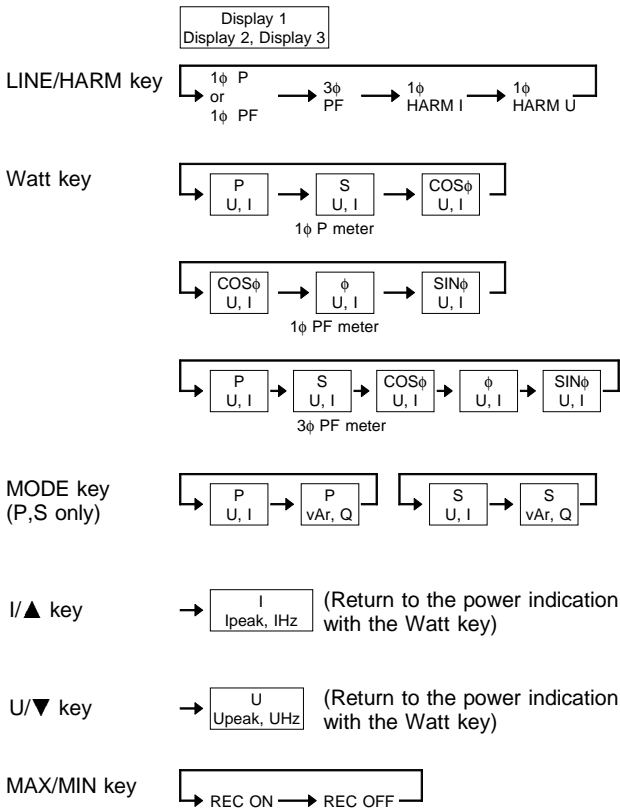 Display 1
Display 2, Display 3
LINE/HARM key
1ϕ P
or
1ϕ PF
3ϕ
PF
1ϕ
HARM I
1ϕ
HARM U
Watt key
P
U, I
S
U, I
COSϕ
U, I
1ϕ P meter
COSϕ
U, I
ϕ
U, I
SINϕ
U, I
1ϕ PF meter
P
U, I
S
U, I
COSϕ
U, I
ϕ
U, I
SINϕ
U, I
3ϕ PF meter
MODE key
(P,S only)
P
U, I
P
vAr, Q
S
U, I
S
vAr, Q
I/▲ key
I
Ipeak, IHz
(Return to the power indication
with the Watt key)
U/▼ key
U
Upeak, UHz
(Return to the power indication
with the Watt key)
MAX/MIN key
REC ON
REC OFF